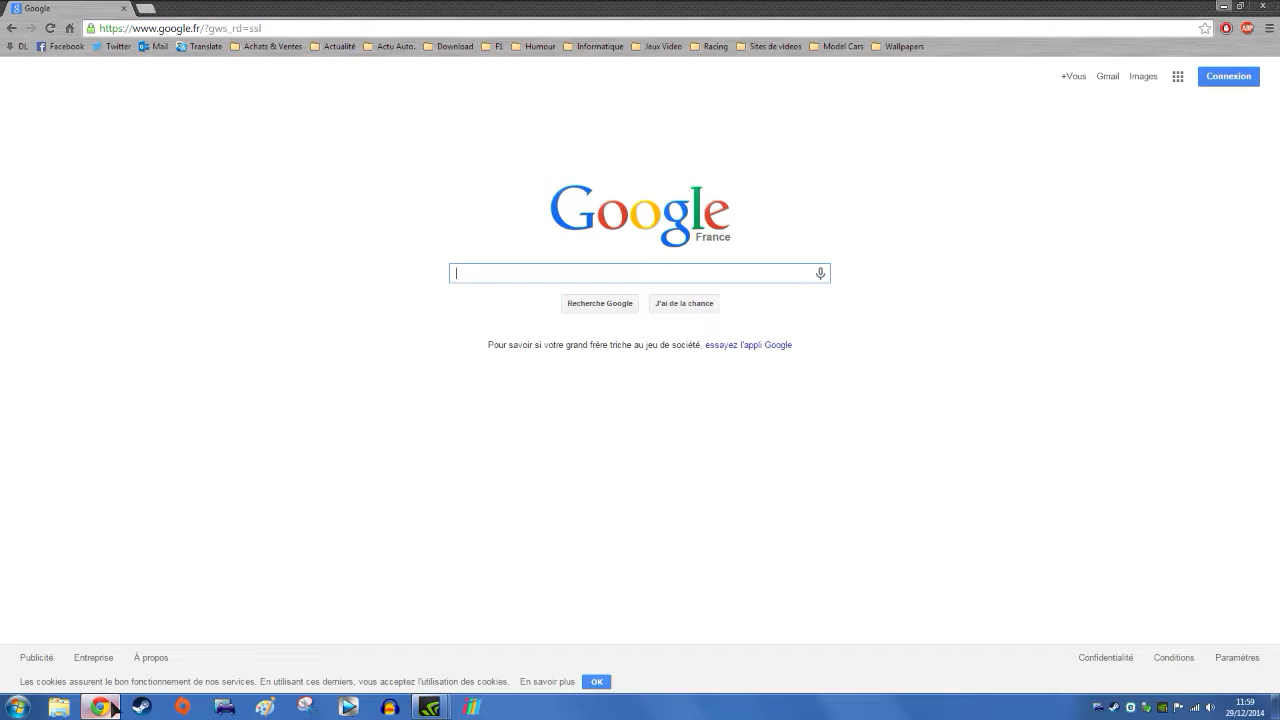 Google
https://www.google.fr/?gws_rd=ssl
DL Facebook Twitter Mail Translate Achats & Ventes Actualité Actu Auto. Download F1 Humour Informatique Jeux Video Racing Sites de videos Model Cars Wallpapers
+Vous Gmail Images Connexion
Google
France
Recherche Google J'ai de la chance
Pour savoir si votre grand frère triche au jeu de société, essayez l'appli Google
Publicité Entreprise À propos Confidentialité Conditions Paramètres
Les cookies assurent le bon fonctionnement de nos services. En utilisant ces derniers, vous acceptez l'utilisation des cookies. En savoir plus OK
11:59
29/12/2014